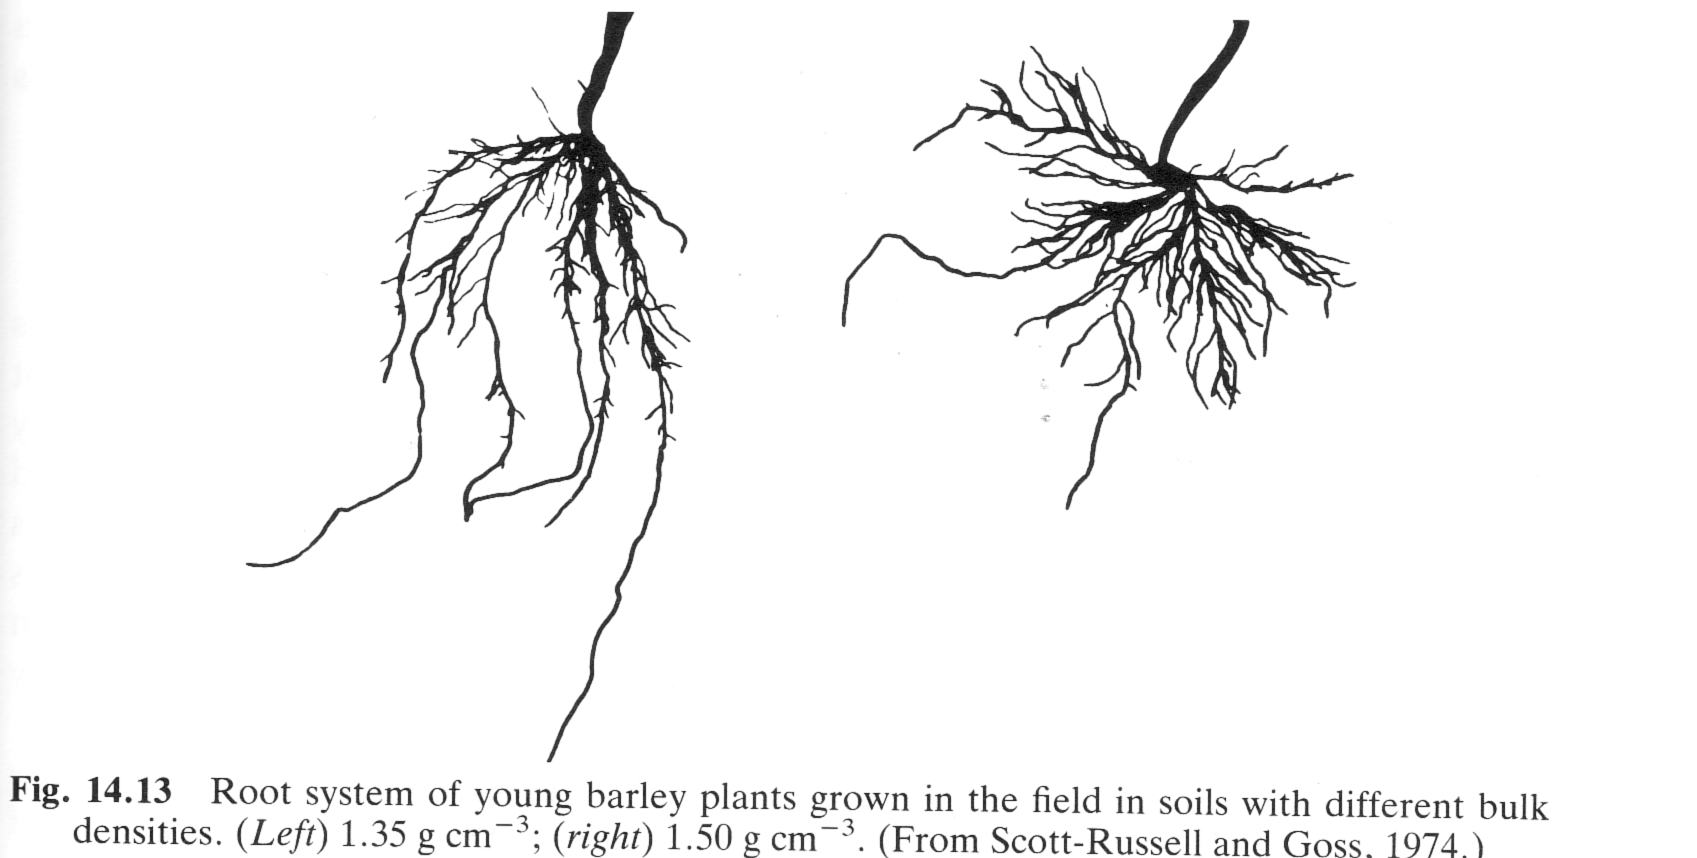 Fig. 14.13 Root system of young barley plants grown in the field in soils with different bulk
densities. (Left) 1.35 g cm⁻³; (right) 1.50 g cm⁻³. (From Scott-Russell and Goss, 1974.)